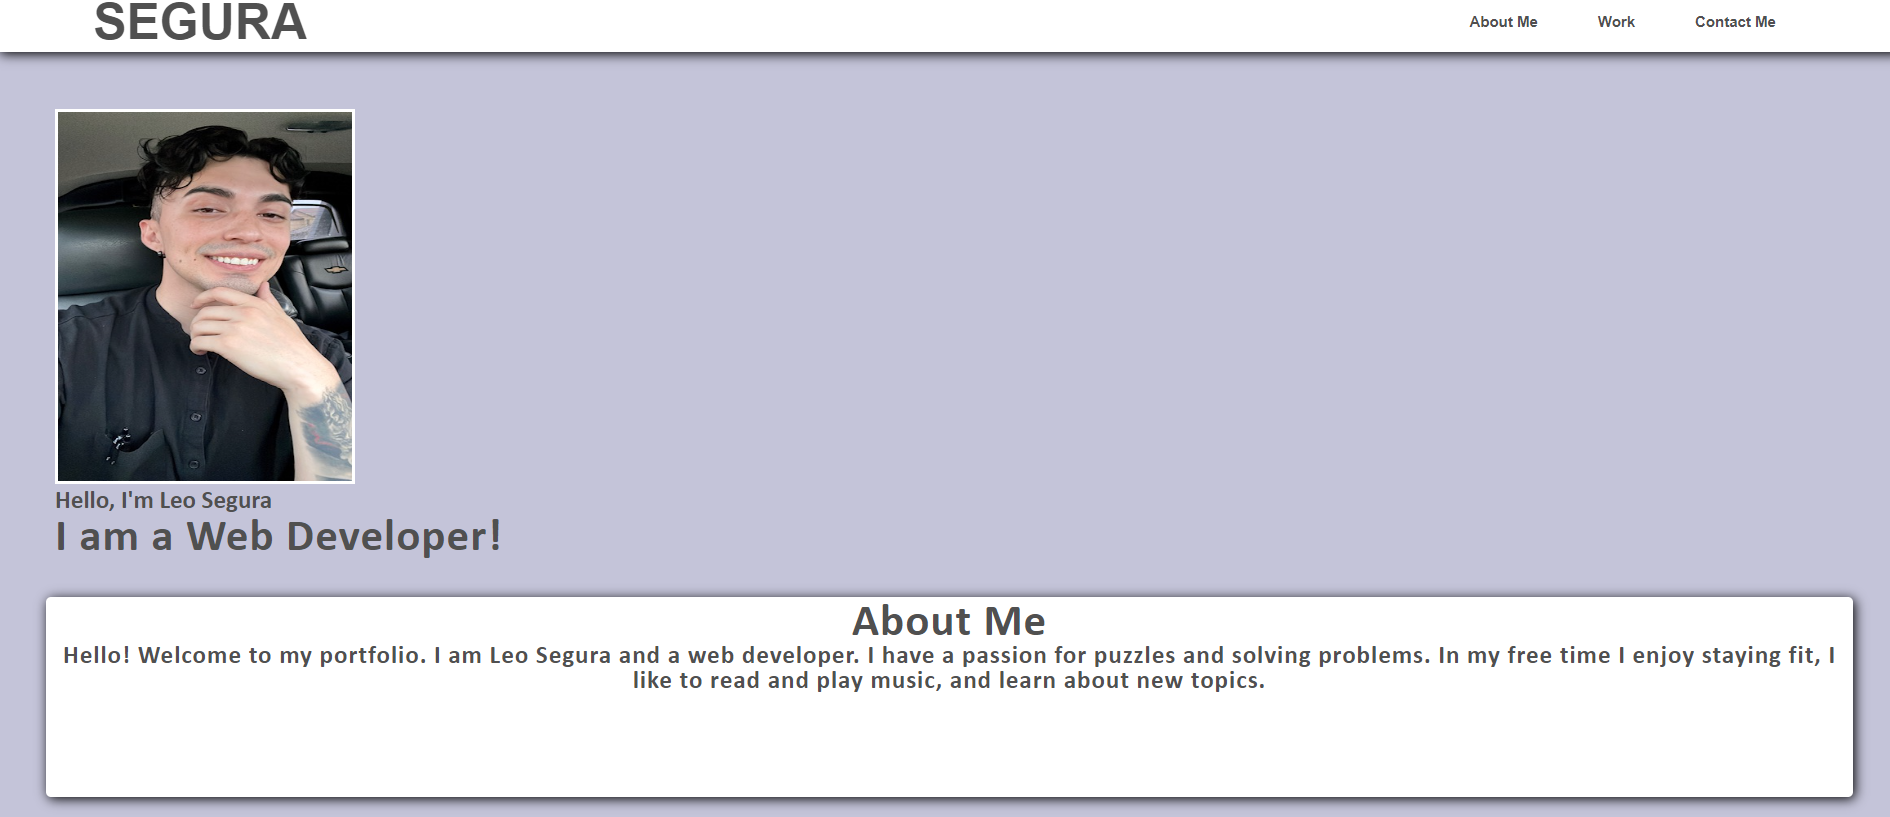 SEGURA
About Me Work Contact Me
Hello, I'm Leo Segura
I am a Web Developer!
About Me
Hello! Welcome to my portfolio. I am Leo Segura and a web developer. I have a passion for puzzles and solving problems. In my free time I enjoy staying fit, I
like to read and play music, and learn about new topics.